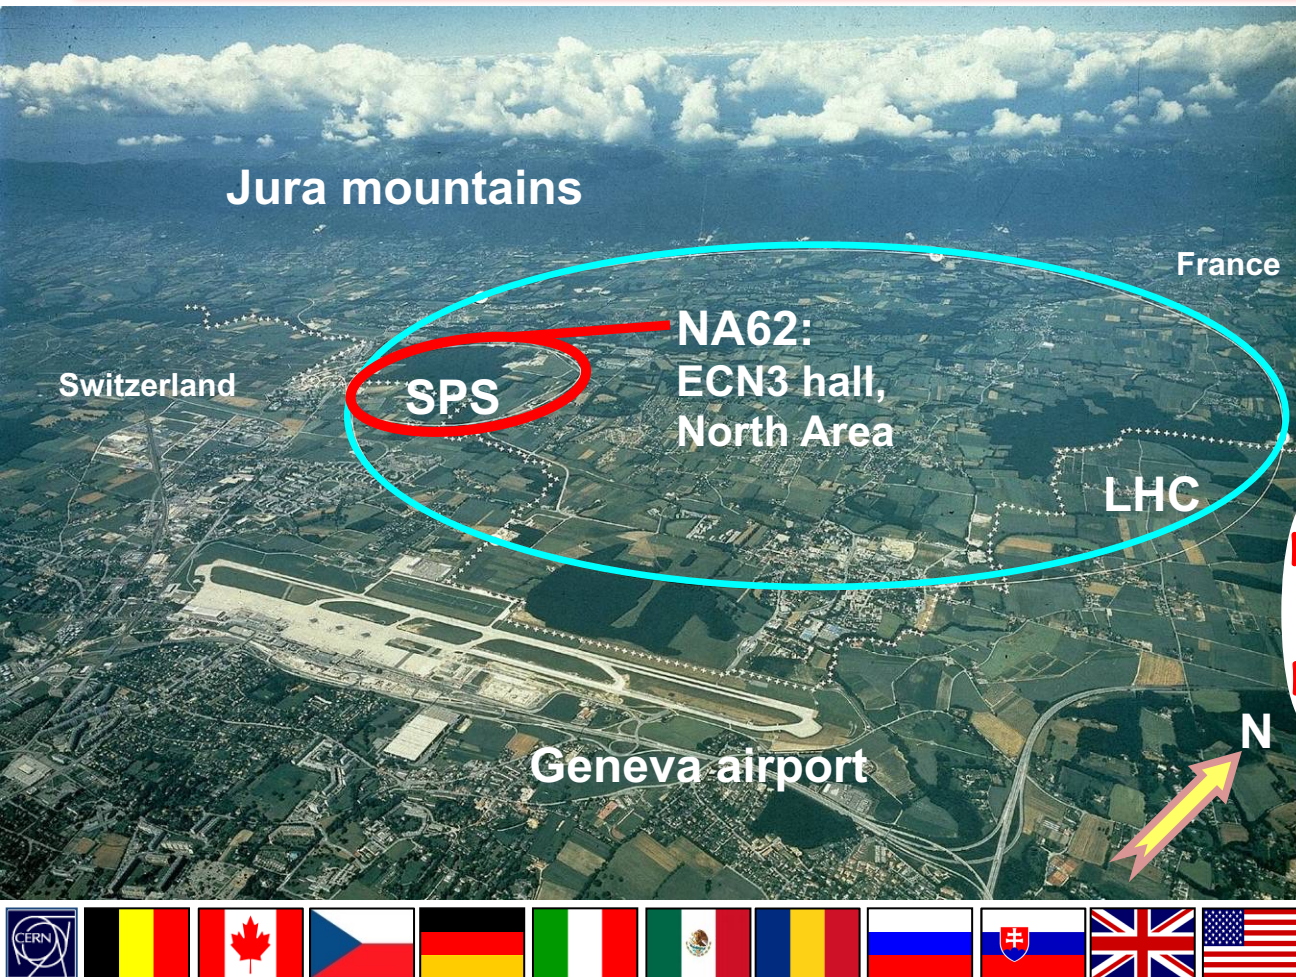 Jura mountains
France
NA62:
ECN3 hall,
North Area
Switzerland
SPS
LHC
N
Geneva airport
CERN